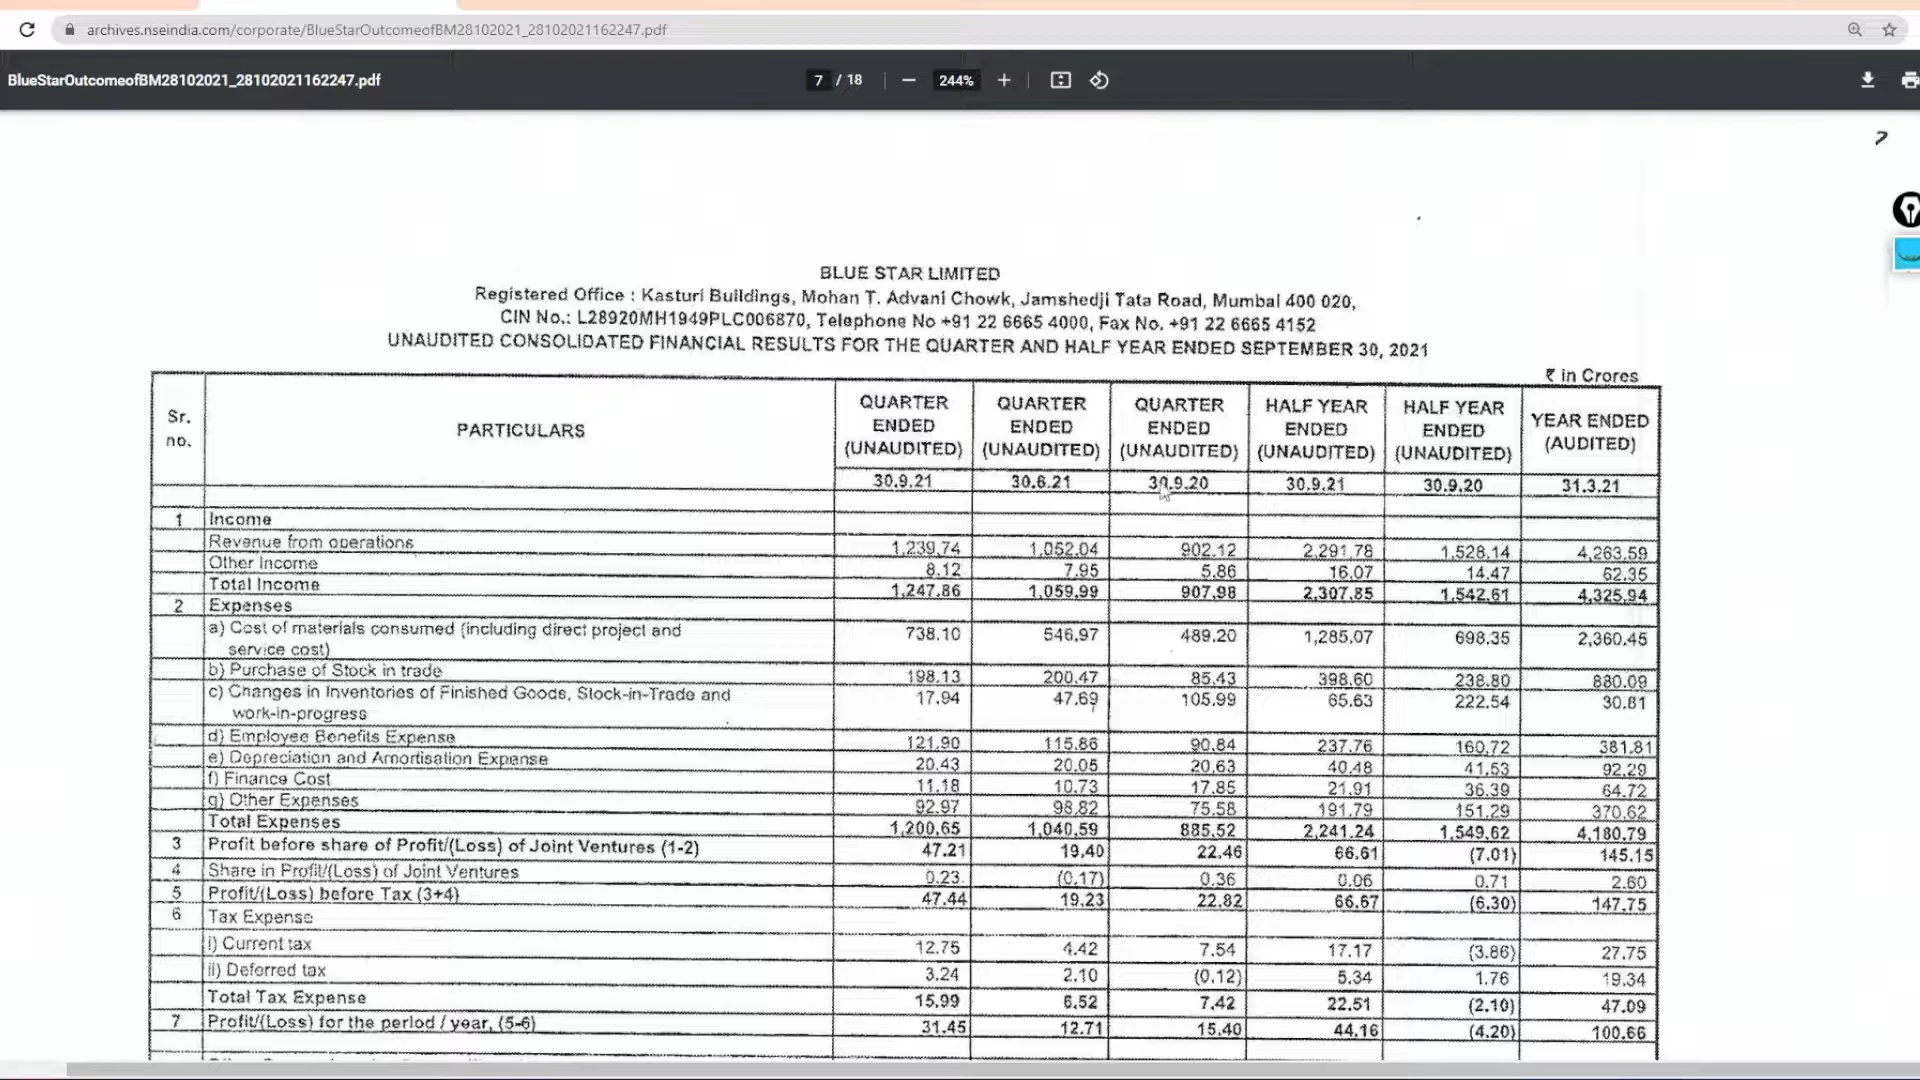 archives.nseindia.com/corporate/BlueStarOutcomeofBM28102021_28102021162247.pdf
BlueStarOutcomeofBM28102021_28102021162247.pdf 7 / 18 − 244% +
7
BLUE STAR LIMITED
Registered Office : Kasturi Buildings, Mohan T. Advani Chowk, Jamshedji Tata Road, Mumbai 400 020,
CIN No.: L28920MH1949PLC006870, Telephone No +91 22 6665 4000, Fax No. +91 22 6665 4152
UNAUDITED CONSOLIDATED FINANCIAL RESULTS FOR THE QUARTER AND HALF YEAR ENDED SEPTEMBER 30, 2021
₹ in Crores
Sr. no. PARTICULARS QUARTER ENDED (UNAUDITED) QUARTER ENDED (UNAUDITED) QUARTER ENDED (UNAUDITED) HALF YEAR ENDED (UNAUDITED) HALF YEAR ENDED (UNAUDITED) YEAR ENDED (AUDITED)
30.9.21 30.6.21 30.9.20 30.9.21 30.9.20 31.3.21
1 Income
Revenue from operations 1,239.74 1,052.04 902.12 2,291.78 1,528.14 4,263.59
Other Income 8.12 7.95 5.86 16.07 14.47 62.35
Total Income 1,247.86 1,059.99 907.98 2,307.85 1,542.61 4,325.94
2 Expenses
a) Cost of materials consumed (including direct project and
service cost) 738.10 546.97 489.20 1,285.07 698.35 2,360.45
b) Purchase of Stock in trade 198.13 200.47 85.43 398.60 238.80 880.09
c) Changes in Inventories of Finished Goods, Stock-in-Trade and
work-in-progress 17.94 47.69 105.99 65.63 222.54 30.81
d) Employee Benefits Expense 121.90 115.86 90.84 237.76 160.72 381.81
e) Depreciation and Amortisation Expense 20.43 20.05 20.63 40.48 41.53 92.29
f) Finance Cost 11.18 10.73 17.85 21.91 36.39 64.72
g) Other Expenses 92.97 98.82 75.58 191.79 151.29 370.62
Total Expenses 1,200.65 1,040.59 885.52 2,241.24 1,549.62 4,180.79
3 Profit before share of Profit/(Loss) of Joint Ventures (1-2) 47.21 19.40 22.46 66.61 (7.01) 145.15
4 Share in Profit/(Loss) of Joint Ventures 0.23 (0.17) 0.36 0.06 0.71 2.60
5 Profit/(Loss) before Tax (3+4) 47.44 19.23 22.82 66.67 (6.30) 147.75
6 Tax Expense
i) Current tax 12.75 4.42 7.54 17.17 (3.86) 27.75
ii) Deferred tax 3.24 2.10 (0.12) 5.34 1.76 19.34
Total Tax Expense 15.99 6.52 7.42 22.51 (2.10) 47.09
7 Profit/(Loss) for the period / year, (5-6) 31.45 12.71 15.40 44.16 (4.20) 100.66